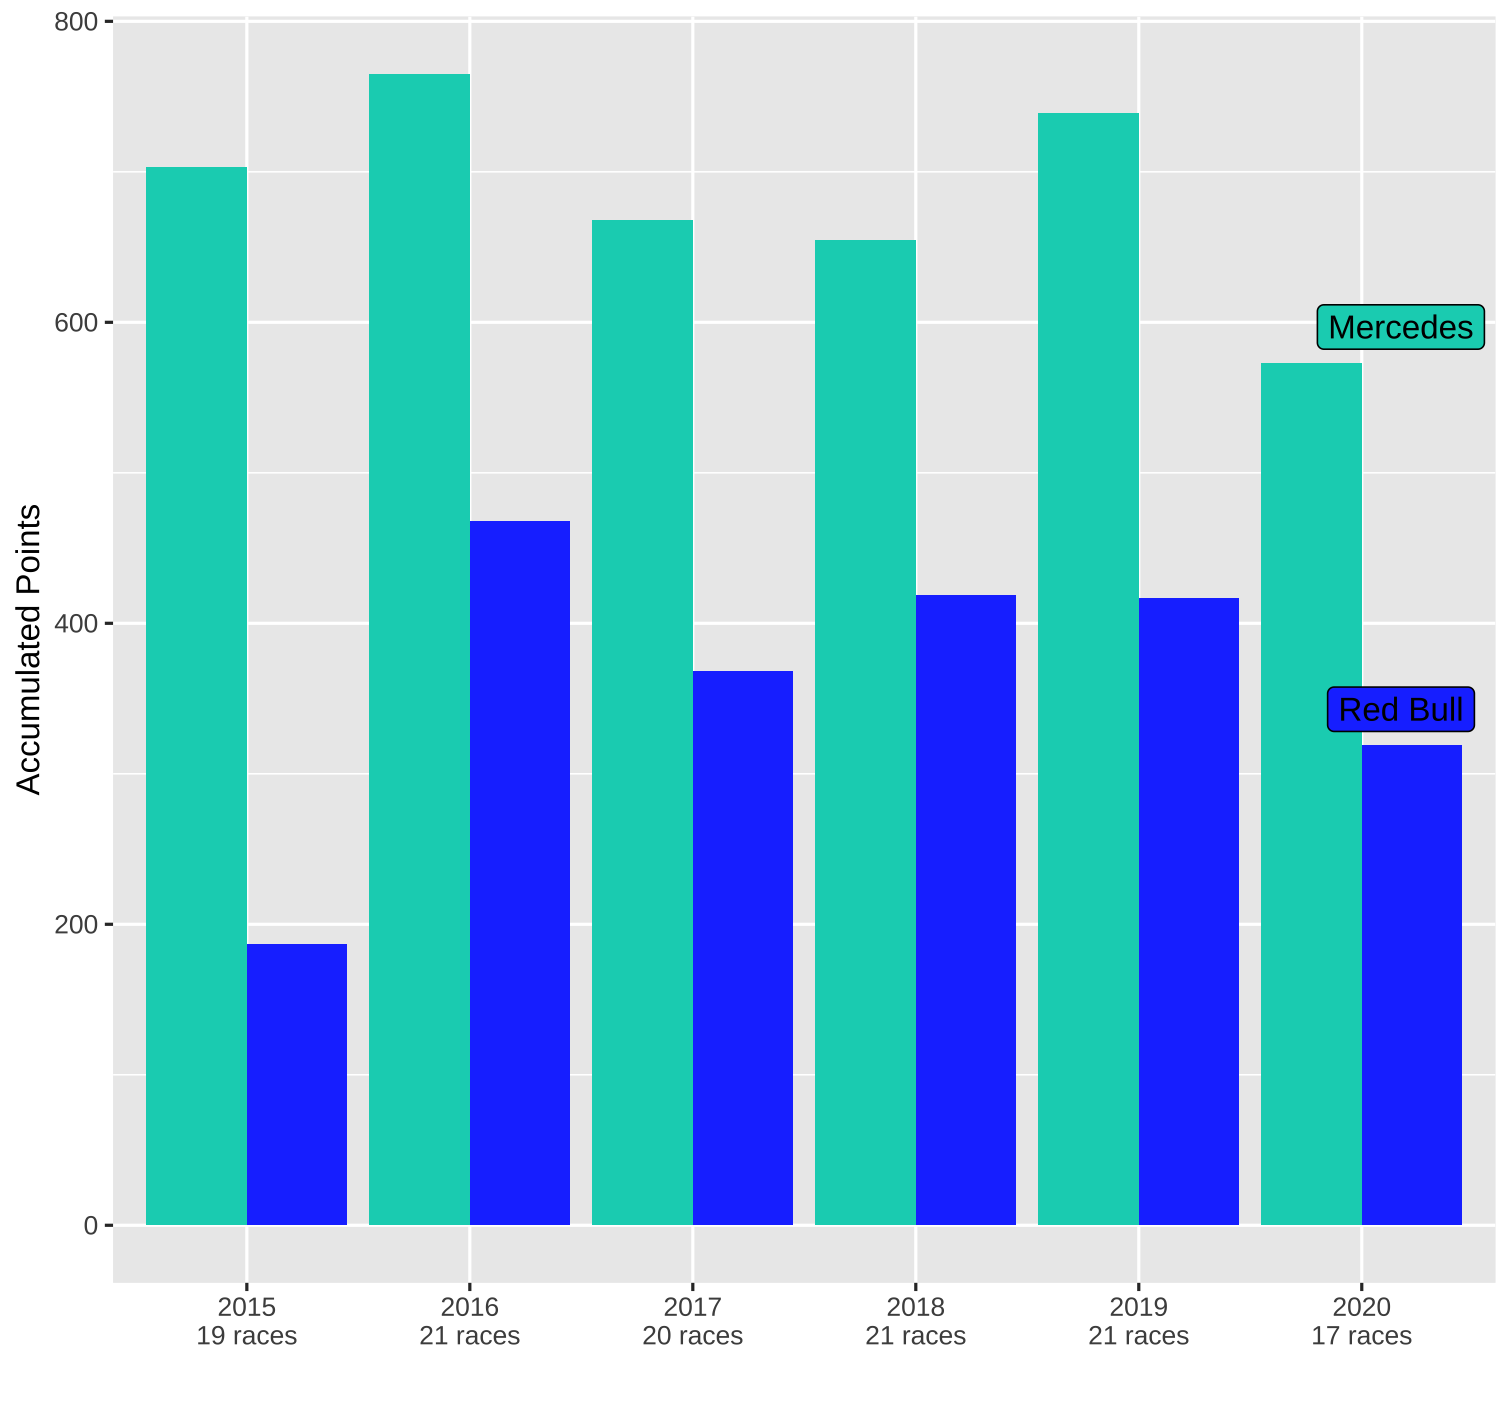 Accumulated Points
800
600
400
200
0
Mercedes
Red Bull
2015
19 races
2016
21 races
2017
20 races
2018
21 races
2019
21 races
2020
17 races